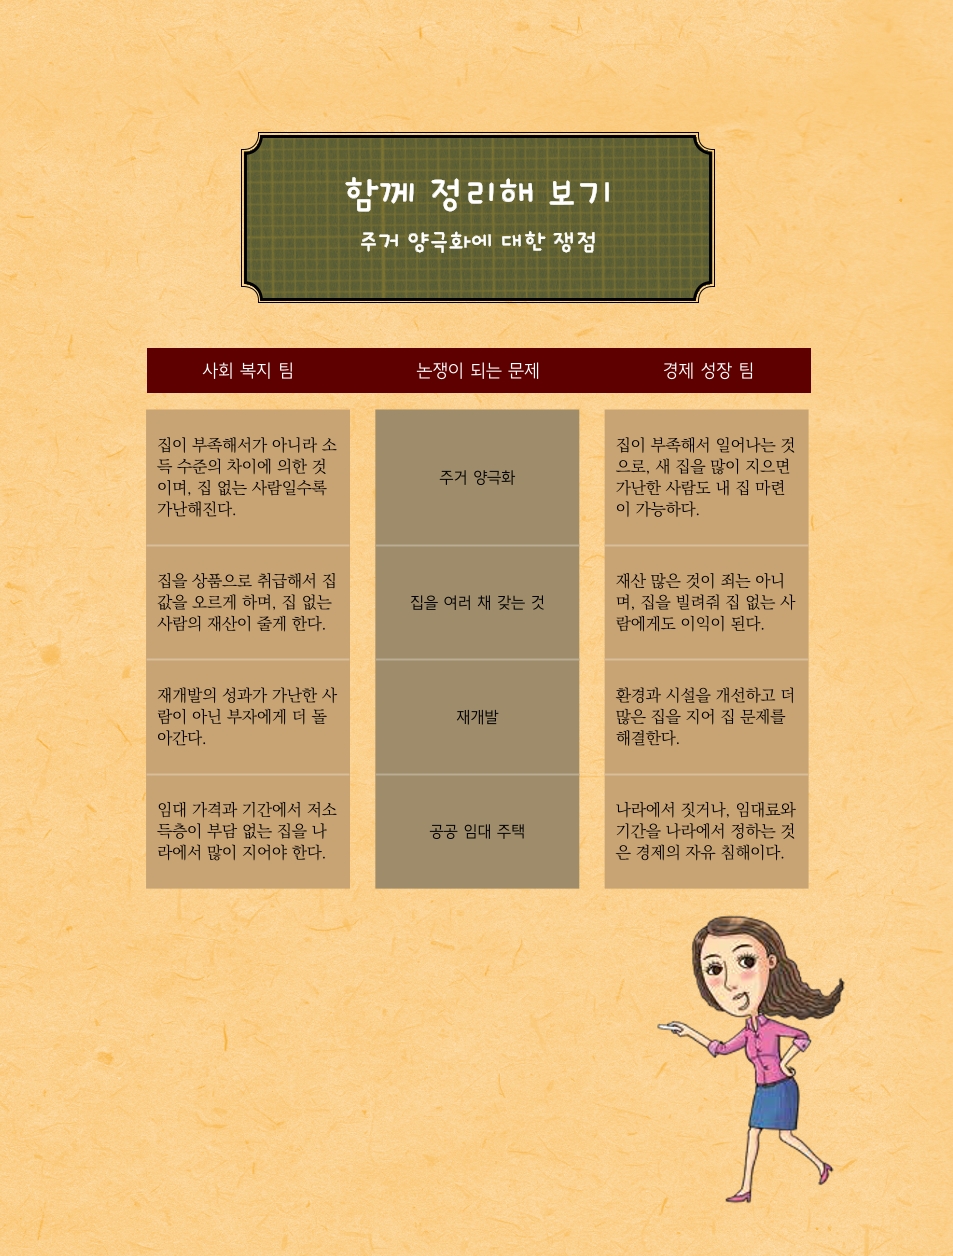 함께 정리해 보기
주거 양극화에 대한 쟁점
사회 복지 팀
논쟁이 되는 문제
경제 성장 팀
집이 부족해서가 아니라 소
득 수준의 차이에 의한 것
이며, 집 없는 사람일수록
가난해진다.
주거 양극화
집이 부족해서 일어나는 것
으로, 새 집을 많이 지으면
가난한 사람도 내 집 마련
이 가능하다.
집을 상품으로 취급해서 집
값을 오르게 하며, 집 없는
사람의 재산이 줄게 한다.
집을 여러 채 갖는 것
재산 많은 것이 죄는 아니
며, 집을 빌려줘 집 없는 사
람에게도 이익이 된다.
재개발의 성과가 가난한 사
람이 아닌 부자에게 더 돌
아간다.
재개발
환경과 시설을 개선하고 더
많은 집을 지어 집 문제를
해결한다.
임대 가격과 기간에서 저소
득층이 부담 없는 집을 나
라에서 많이 지어야 한다.
공공 임대 주택
나라에서 짓거나, 임대료와
기간을 나라에서 정하는 것
은 경제의 자유 침해이다.